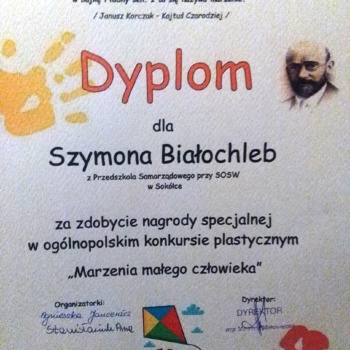 / Janusz Korczak - Kajtuś Czarodziej /
Dyplom
dla
Szymona Białochleb
z Przedszkola Samorządowego przy SOSW
w Sokółce
za zdobycie nagrody specjalnej
w ogólnopolskim konkursie plastycznym
„Marzenia małego człowieka”
Organizatorki:
Dyrektor:
Agnieszka
DYREKTOR